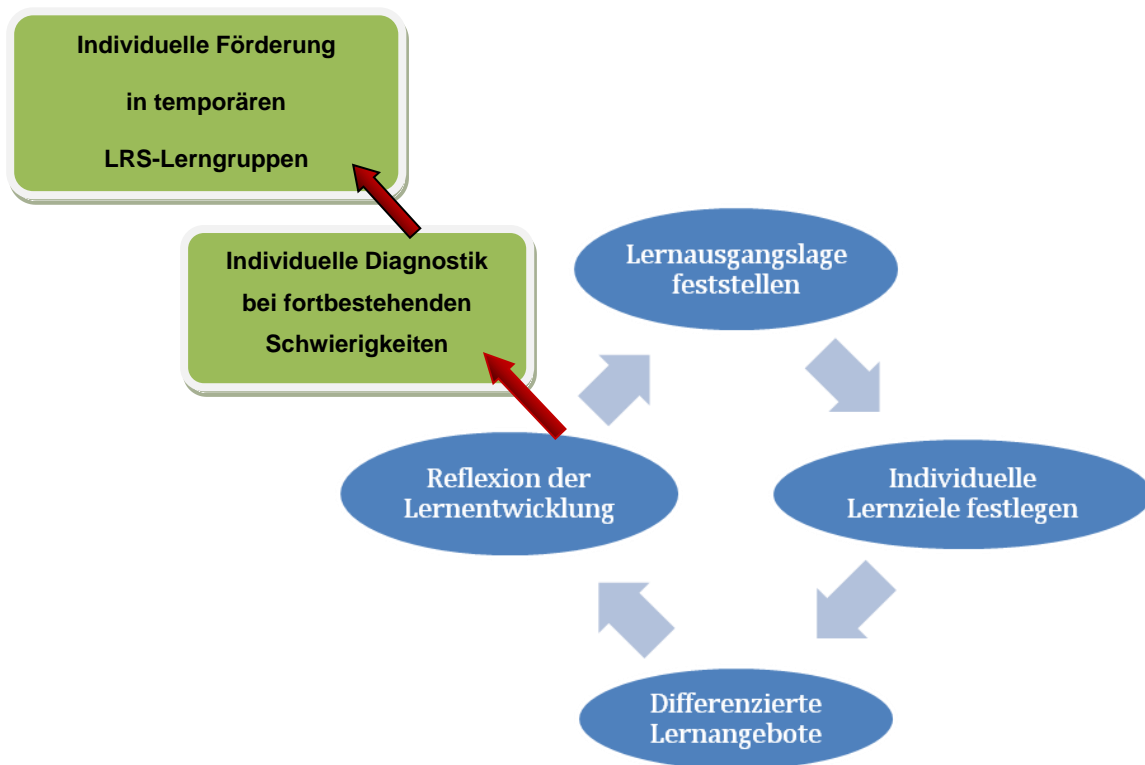 Individuelle Förderung
in temporären
LRS-Lerngruppen
Individuelle Diagnostik
bei fortbestehenden
Schwierigkeiten
Lernausgangslage
feststellen
Individuelle
Lernziele festlegen
Differenzierte
Lernangebote
Reflexion der
Lernentwicklung